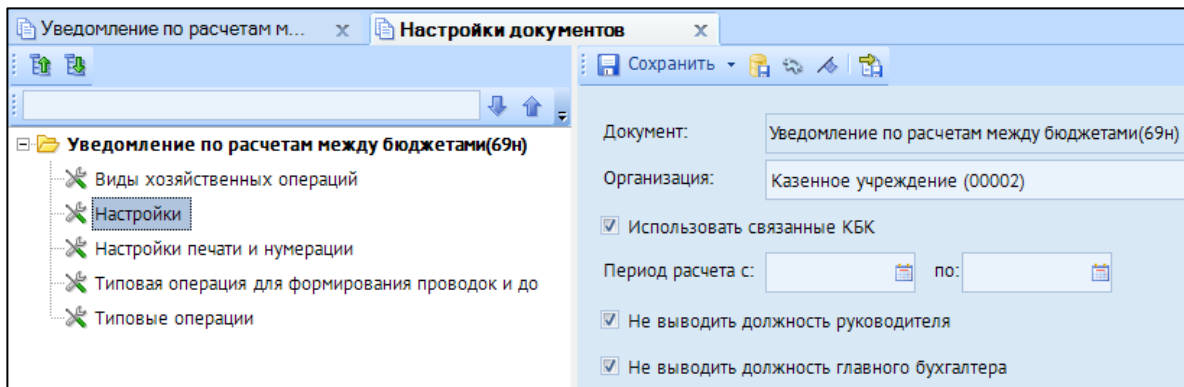 Уведомление по расчетам м... x Настройки документов x
Сохранить
Уведомление по расчетам между бюджетами(69н)
Виды хозяйственных операций
Настройки
Настройки печати и нумерации
Типовая операция для формирования проводок и до
Типовые операции
Документ: Уведомление по расчетам между бюджетами(69н)
Организация: Казенное учреждение (00002)
Использовать связанные КБК
Период расчета с: по:
Не выводить должность руководителя
Не выводить должность главного бухгалтера